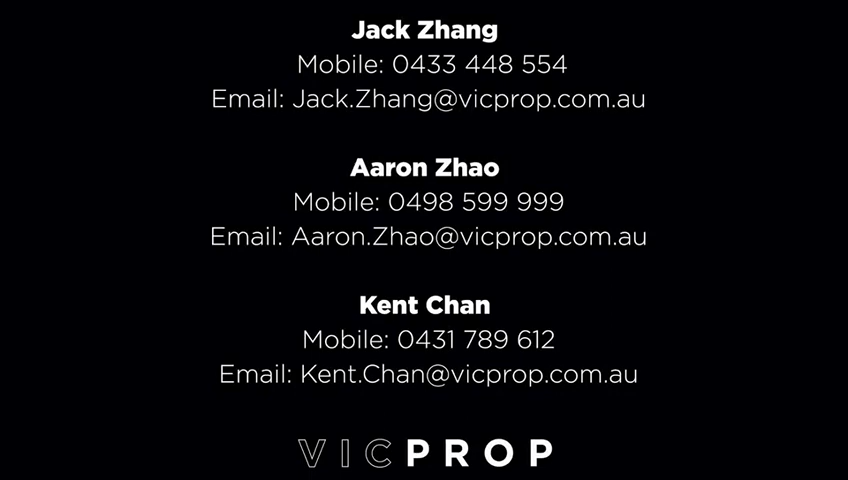 Jack Zhang
Mobile: 0433 448 554
Email: Jack.Zhang@vicprop.com.au
Aaron Zhao
Mobile: 0498 599 999
Email: Aaron.Zhao@vicprop.com.au
Kent Chan
Mobile: 0431 789 612
Email: Kent.Chan@vicprop.com.au
VICPROP